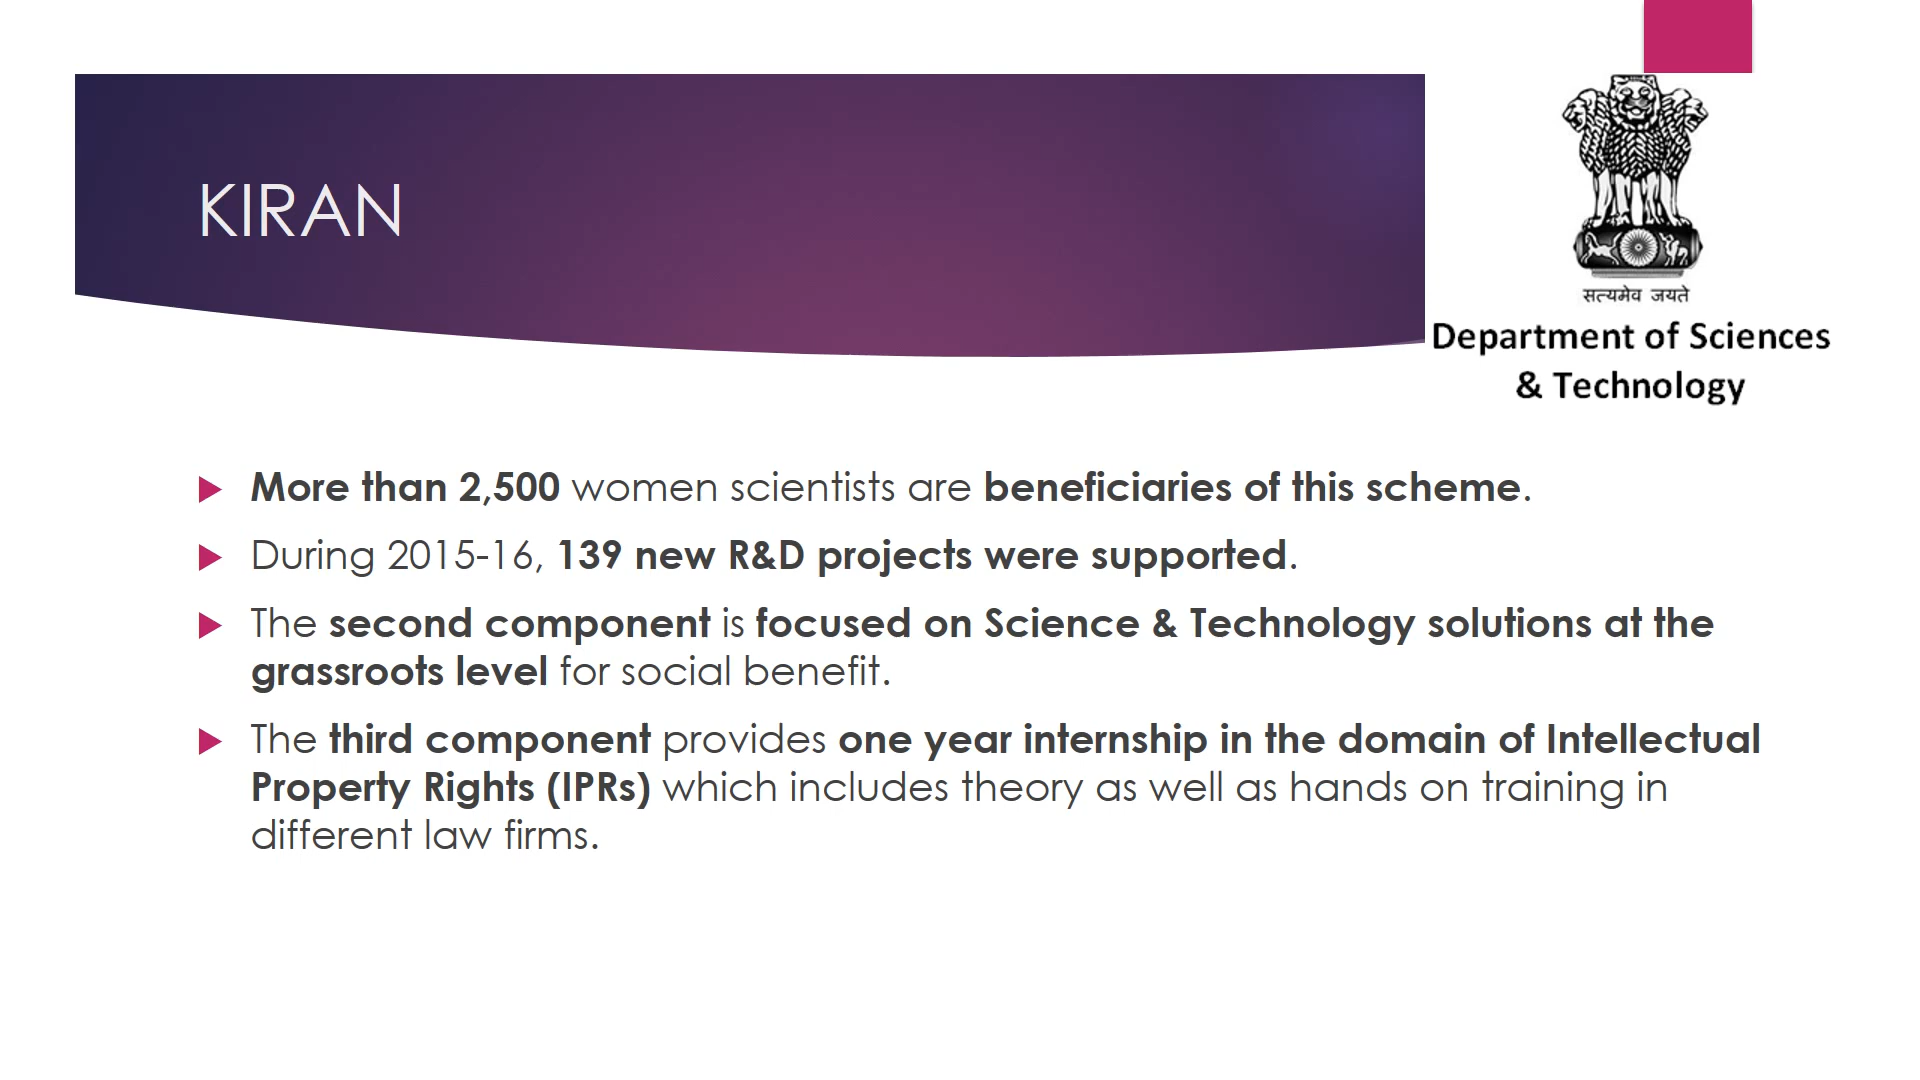 KIRAN
सत्यमेव जयते
Department of Sciences
& Technology
More than 2,500 women scientists are beneficiaries of this scheme.
During 2015-16, 139 new R&D projects were supported.
The second component is focused on Science & Technology solutions at the
grassroots level for social benefit.
The third component provides one year internship in the domain of Intellectual
Property Rights (IPRs) which includes theory as well as hands on training in
different law firms.